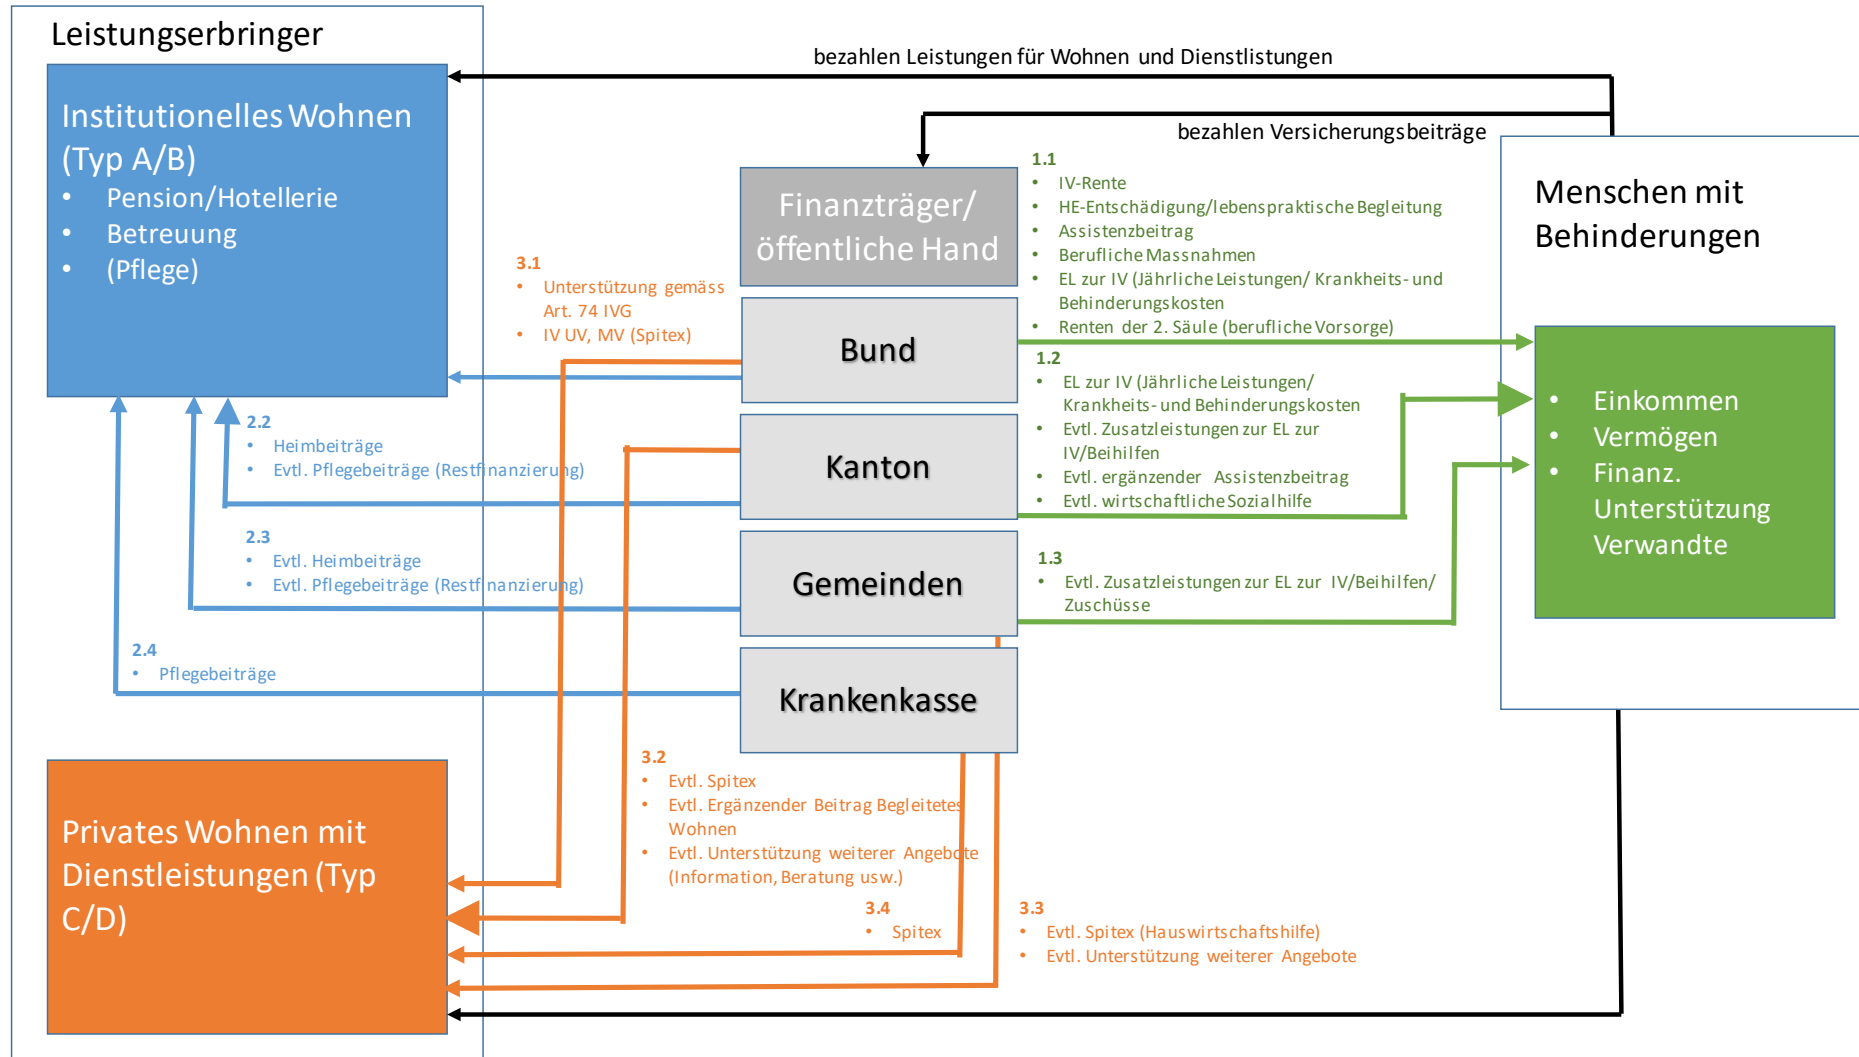 Leistungserbringer
Institutionelles Wohnen
(Typ A/B)
• Pension/Hotellerie
• Betreuung
• (Pflege)
bezahlen Leistungen für Wohnen und Dienstlistungen
bezahlen Versicherungsbeiträge
Finanzträger/
öffentliche Hand
Bund
Kanton
Gemeinden
Krankenkasse
1.1
• IV-Rente
• HE-Entschädigung/lebenspraktische Begleitung
• Assistenzbeitrag
• Berufliche Massnahmen
• EL zur IV (Jährliche Leistungen/ Krankheits- und
Behinderungskosten
• Renten der 2. Säule (berufliche Vorsorge)
1.2
• EL zur IV (Jährliche Leistungen/
Krankheits- und Behinderungskosten
• Evtl. Zusatzleistungen zur EL zur
IV/Beihilfen
• Evtl. ergänzender Assistenzbeitrag
• Evtl. wirtschaftliche Sozialhilfe
1.3
• Evtl. Zusatzleistungen zur EL zur IV/Beihilfen/
Zuschüsse
Menschen mit
Behinderungen
• Einkommen
• Vermögen
• Finanz.
Unterstützung
Verwandte
3.1
• Unterstützung gemäss
Art. 74 IVG
• IV UV, MV (Spitex)
2.2
• Heimbeiträge
• Evtl. Pflegebeiträge (Restfinanzierung)
2.3
• Evtl. Heimbeiträge
• Evtl. Pflegebeiträge (Restfinanzierung)
2.4
• Pflegebeiträge
Privates Wohnen mit
Dienstleistungen (Typ
C/D)
3.2
• Evtl. Spitex
• Evtl. Ergänzender Beitrag Begleitetes
Wohnen
• Evtl. Unterstützung weiterer Angebote
(Information, Beratung usw.)
3.4
• Spitex
3.3
• Evtl. Spitex (Hauswirtschaftshilfe)
• Evtl. Unterstützung weiterer Angebote